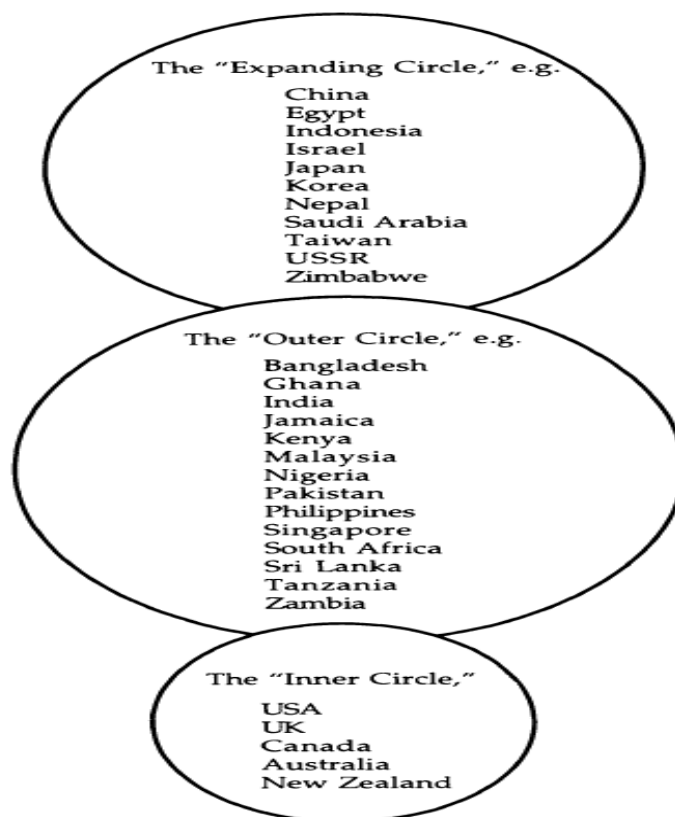 The "Expanding Circle," e.g.
China
Egypt
Indonesia
Israel
Japan
Korea
Nepal
Saudi Arabia
Taiwan
USSR
Zimbabwe
The "Outer Circle," e.g.
Bangladesh
Ghana
India
Jamaica
Kenya
Malaysia
Nigeria
Pakistan
Philippines
Singapore
South Africa
Sri Lanka
Tanzania
Zambia
The "Inner Circle,"
USA
UK
Canada
Australia
New Zealand